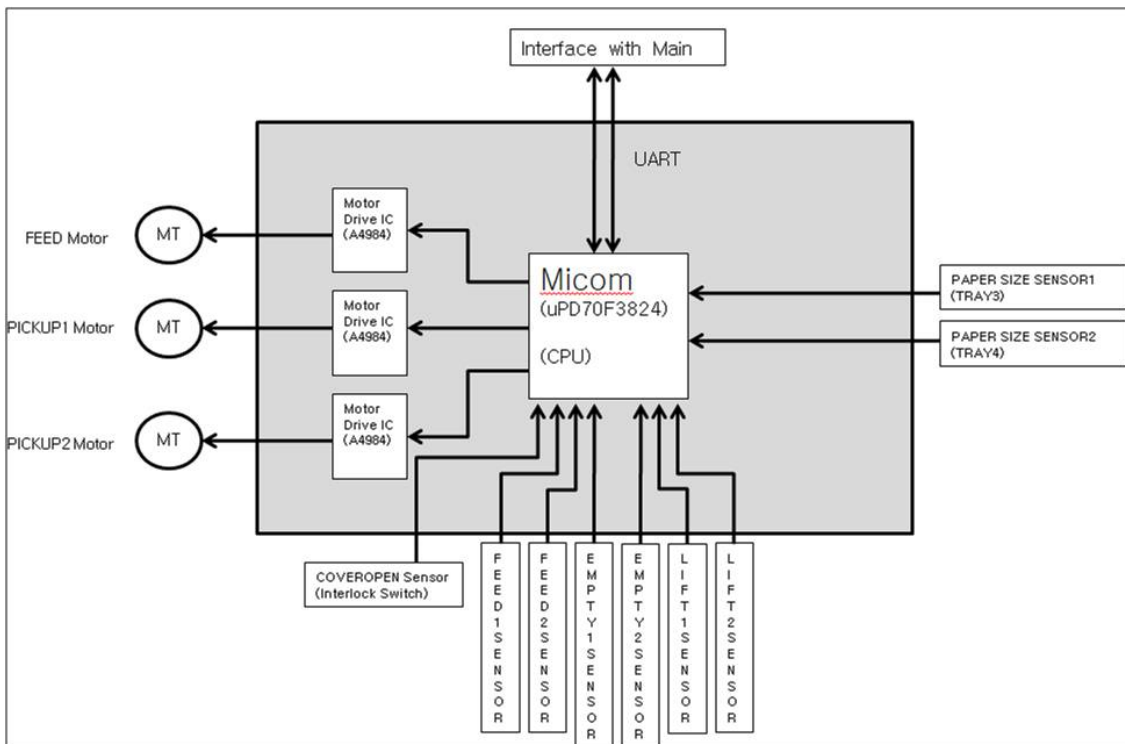 Interface with Main
UART
Motor
Drive IC
(A4984)
FEED Motor
MT
Micom
(uPD70F3824)
(CPU)
PAPER SIZE SENSOR1
(TRAY3)
Motor
Drive IC
(A4984)
PICKUP1 Motor
MT
PAPER SIZE SENSOR2
(TRAY4)
Motor
Drive IC
(A4984)
PICKUP2 Motor
MT
COVEROPEN Sensor
(Interlock Switch)
FEED1SENSOR
FEED2SENSOR
EMPTY1SENSOR
EMPTY2SENSOR
LIFT1SENSOR
LIFT2SENSOR